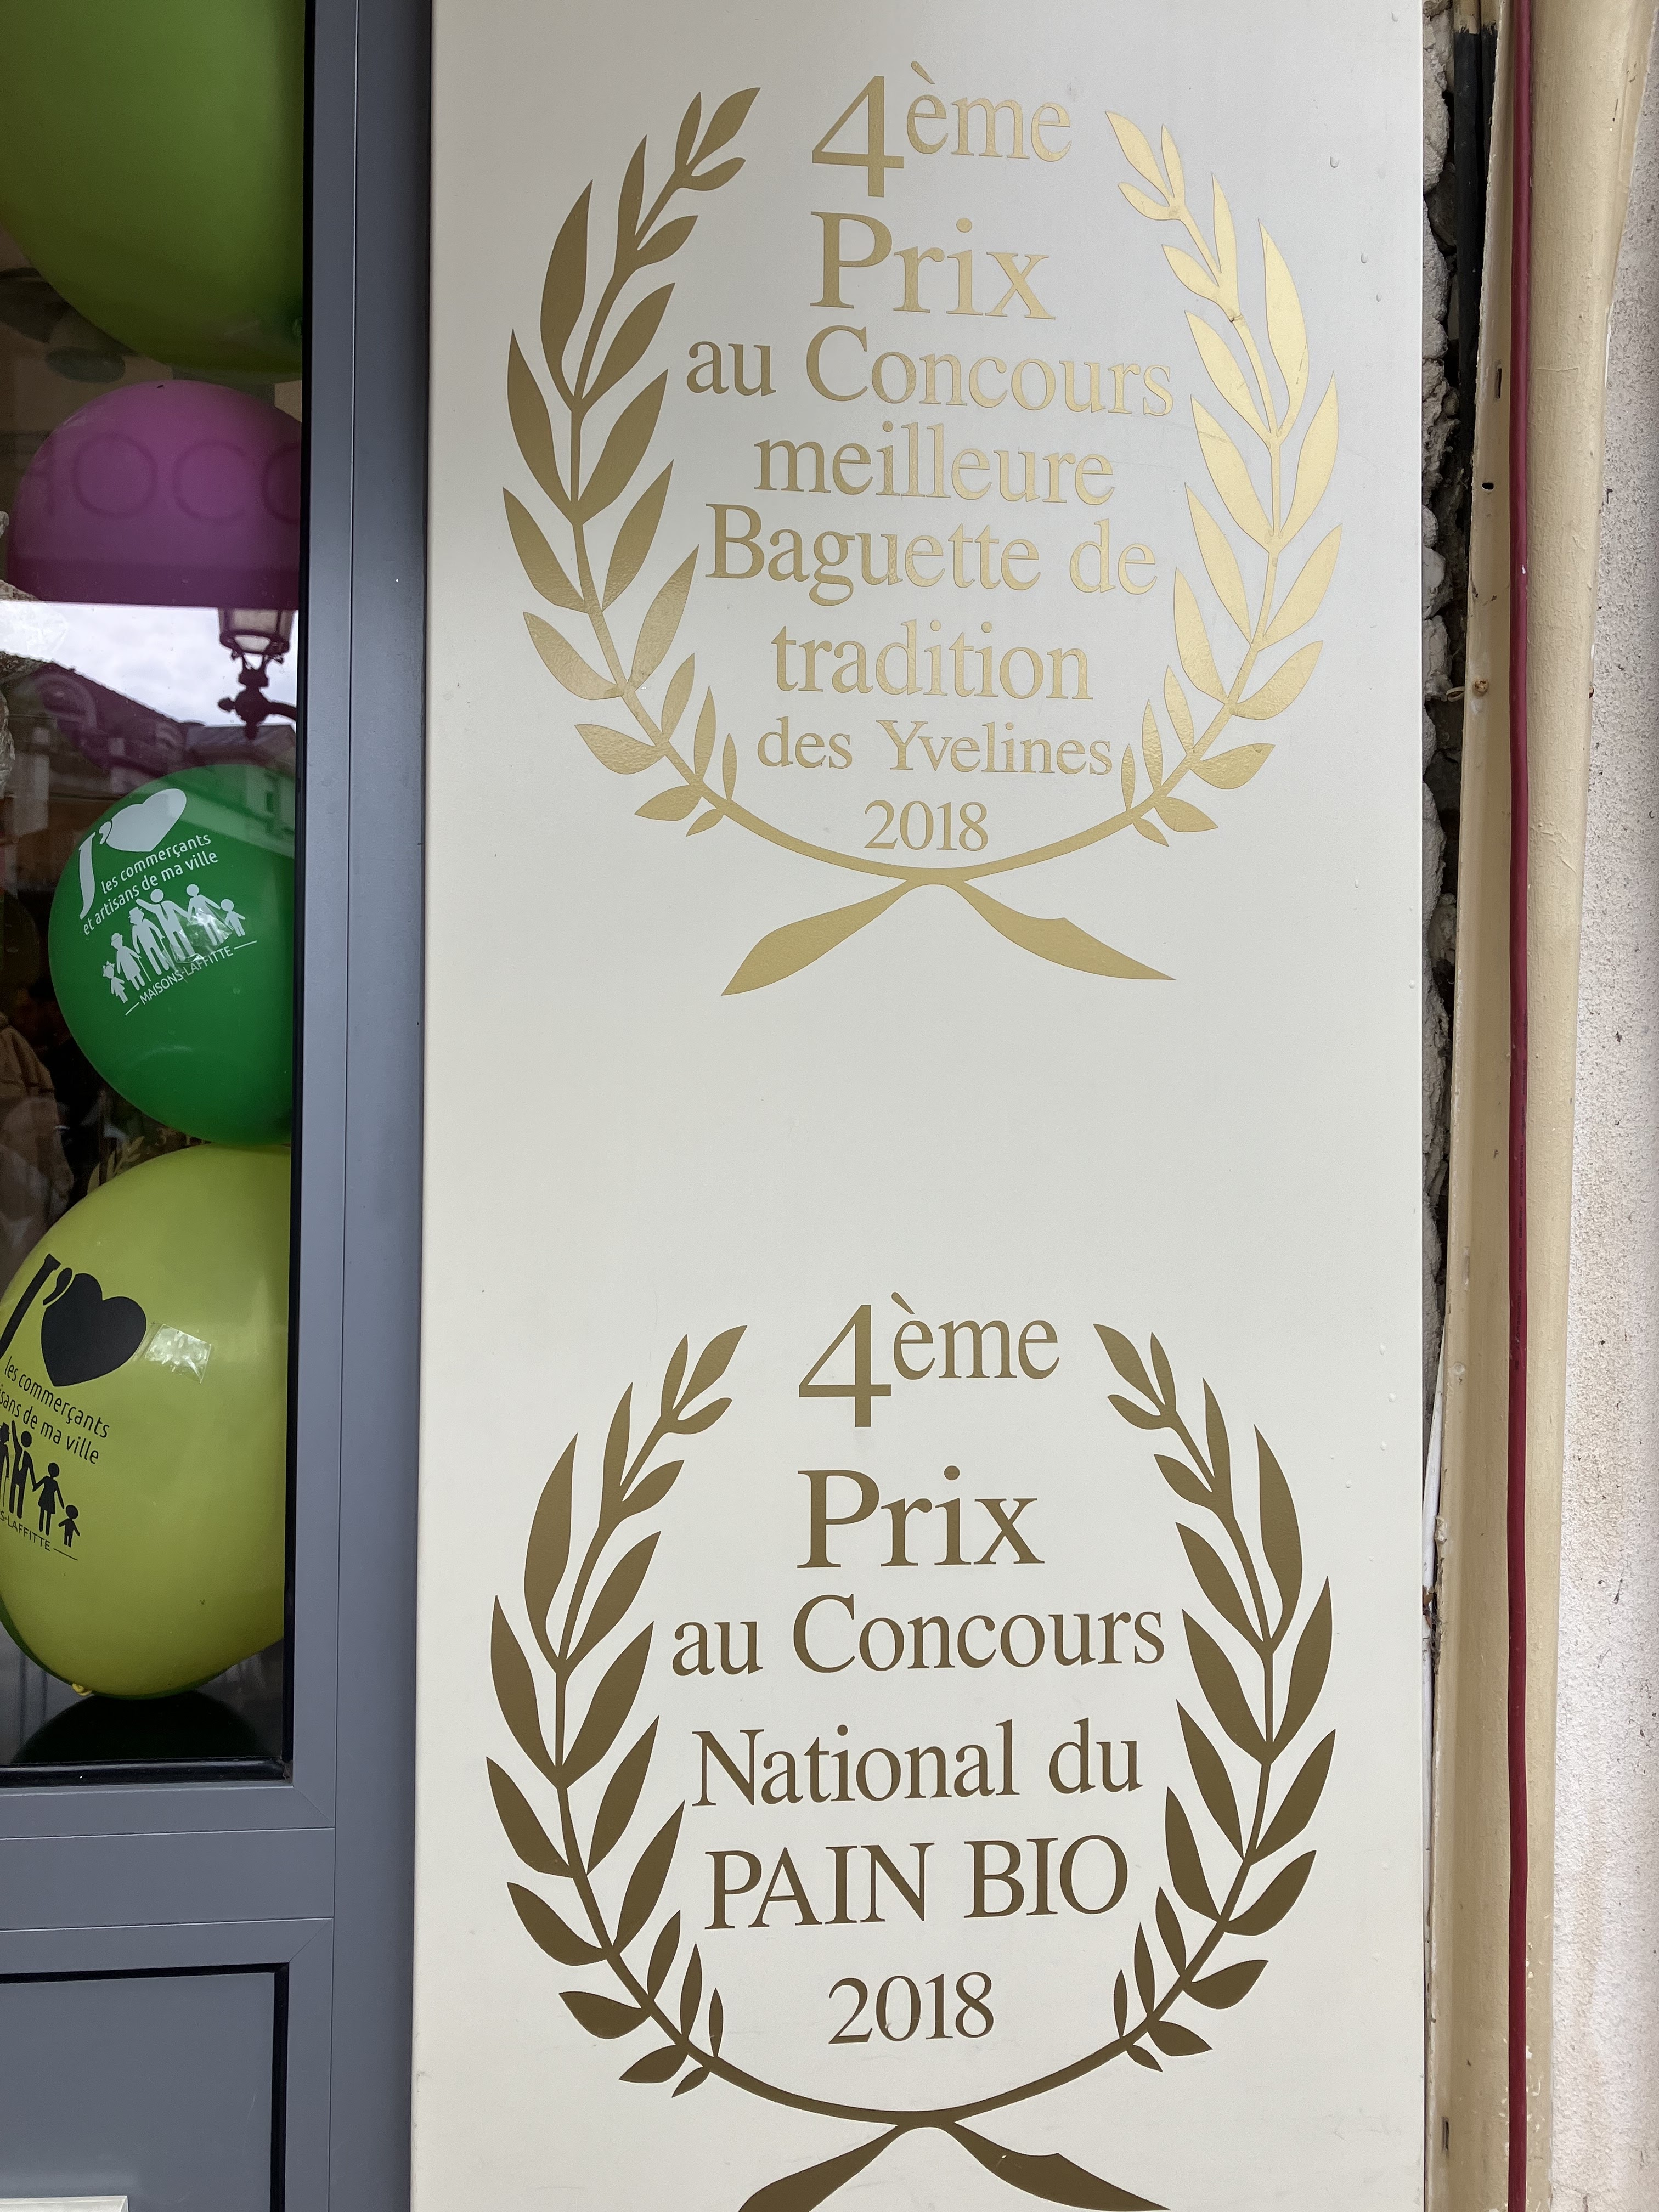 4ème
Prix
au Concours
meilleure
Baguette de
tradition
des Yvelines
2018
4ème
Prix
au Concours
National du
PAIN BIO
2018
J'
les commerçants
et artisans de ma ville
MAISONS-LAFFITTE
J'
les commerçants
de ma ville